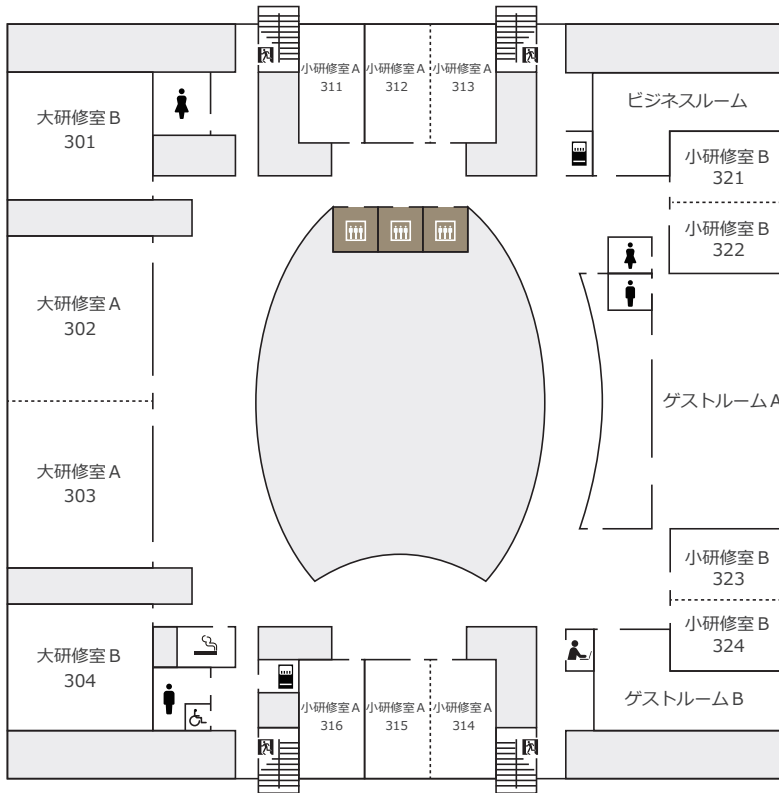 大研修室B
301
小研修室A
311
小研修室A
312
小研修室A
313
ビジネスルーム
小研修室B
321
小研修室B
322
大研修室A
302
ゲストルームA
大研修室A
303
小研修室B
323
小研修室B
324
大研修室B
304
小研修室A
316
小研修室A
315
小研修室A
314
ゲストルームB